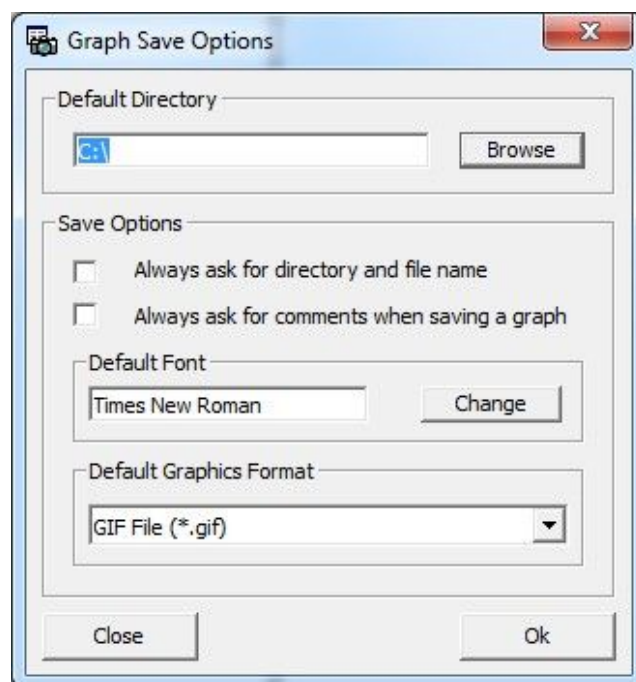 Graph Save Options
Default Directory
C:\
Browse
Save Options
Always ask for directory and file name
Always ask for comments when saving a graph
Default Font
Times New Roman
Change
Default Graphics Format
GIF File (*.gif)
Close
Ok